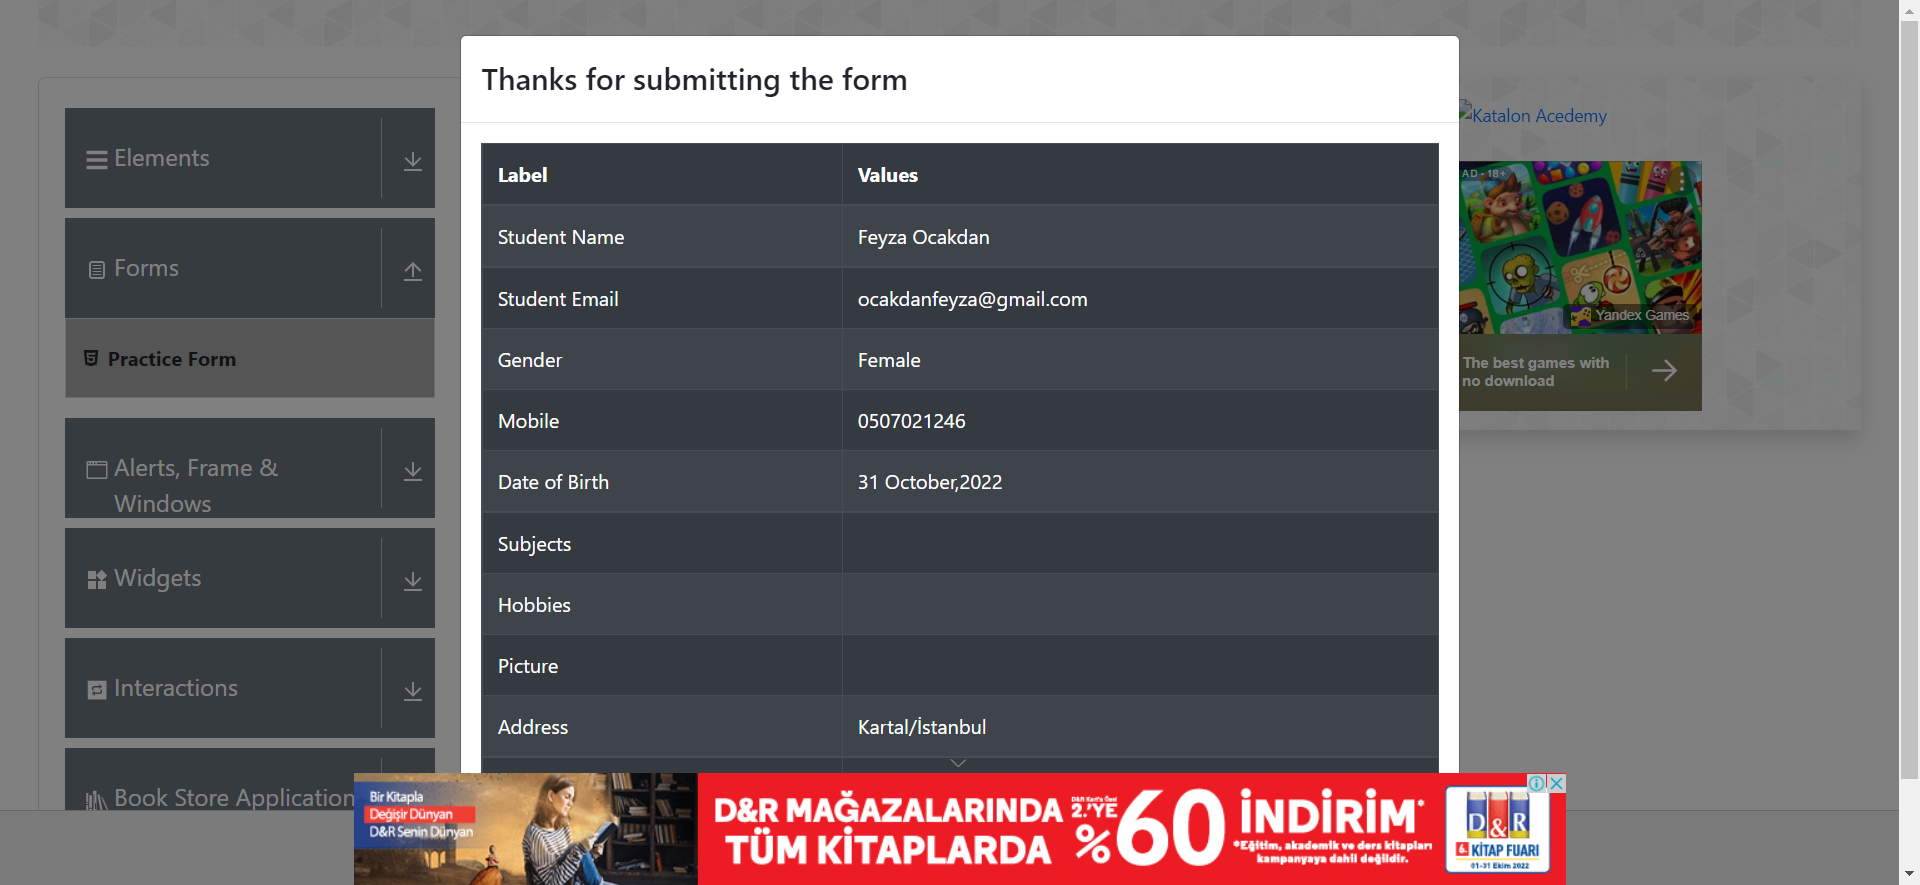 Thanks for submitting the form
Label Values
Student Name Feyza Ocakdan
Student Email ocakdanfeyza@gmail.com
Gender Female
Mobile 0507021246
Date of Birth 31 October,2022
Subjects
Hobbies
Picture
Address Kartal/İstanbul
Elements
Forms
Practice Form
Alerts, Frame &
Windows
Widgets
Interactions
Book Store Application
Katalon Acedemy
AD • 18+
Yandex Games
The best games with
no download
Bir Kitapla
Değişir Dünyan
D&R Senin Dünyan
D&R MAĞAZALARINDA
TÜM KİTAPLARDA
D&R Kart'a Özel
2.'YE
%60
İNDİRİM*
*Eğitim, akademik ve ders kitapları
kampanyaya dahil değildir.
D&R
6. KİTAP FUARI
01-31 Ekim 2022